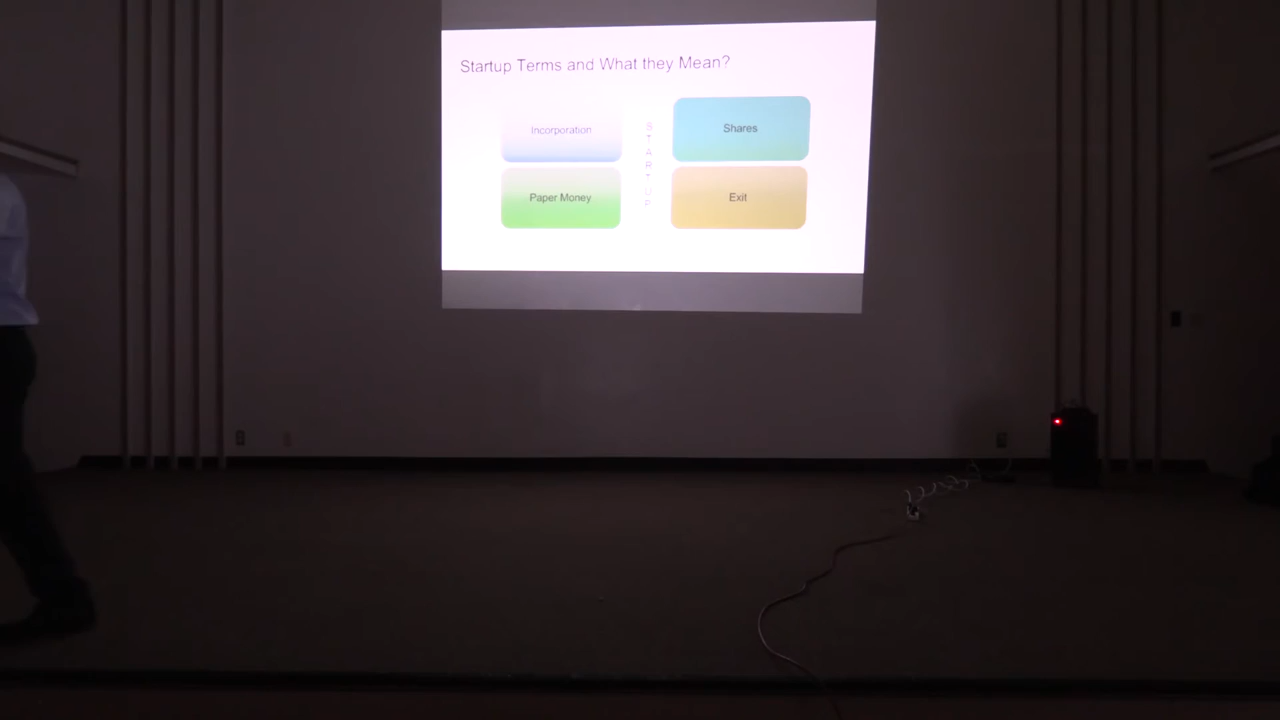 Startup Terms and What they Mean?
Incorporation
Shares
Paper Money
Exit